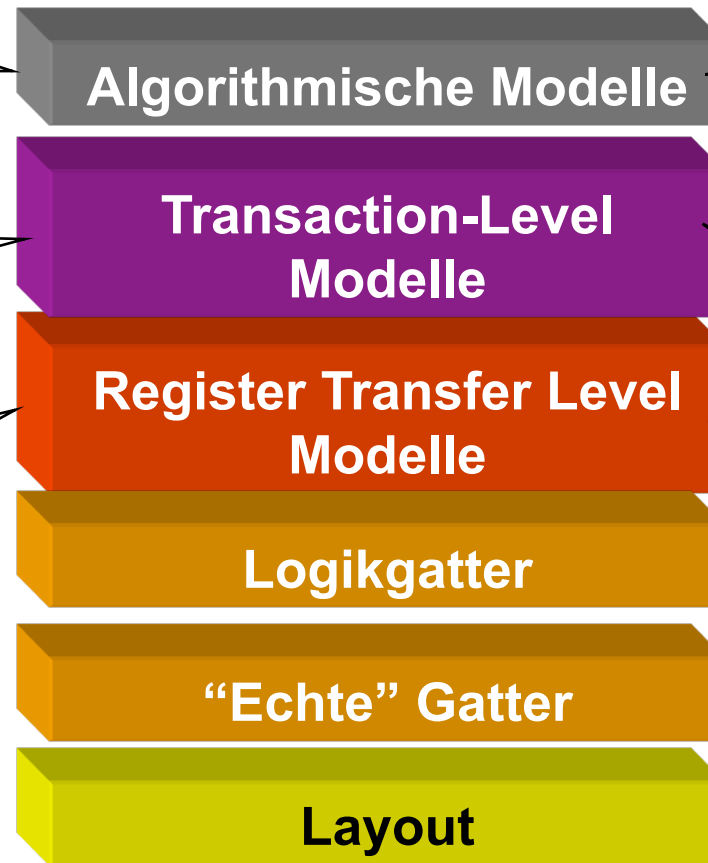 Algorithmische Modelle
Transaction-Level
Modelle
Register Transfer Level
Modelle
Logikgatter
“Echte” Gatter
Layout